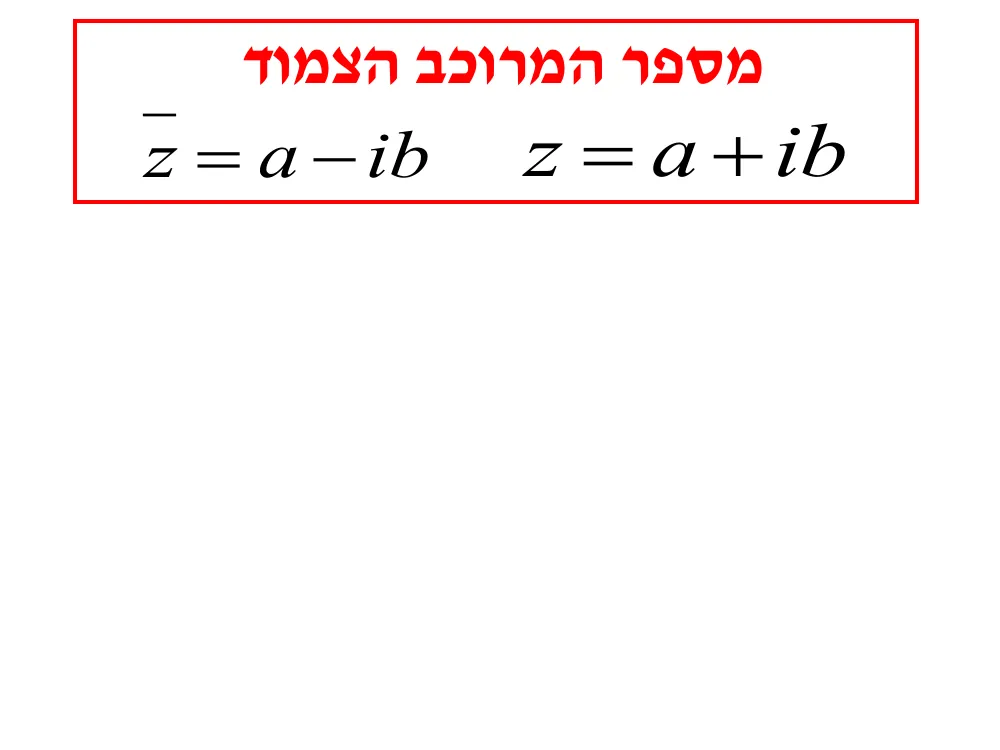 מספר המרוכב הצמוד
z = a + ib
z̅ = a − ib